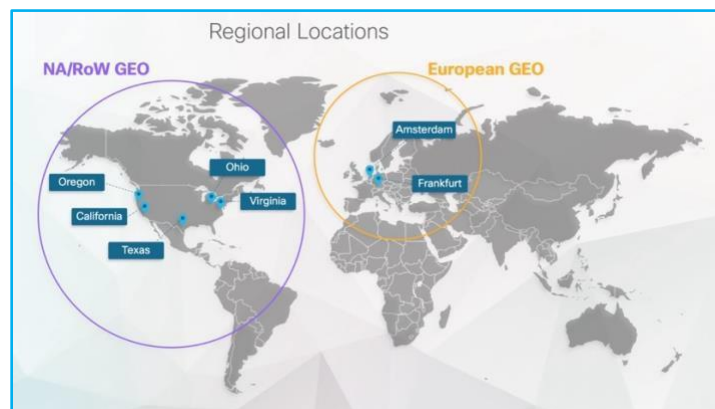 Regional Locations
NA/RoW GEO
European GEO
Amsterdam
Ohio
Oregon
Frankfurt
Virginia
California
Texas